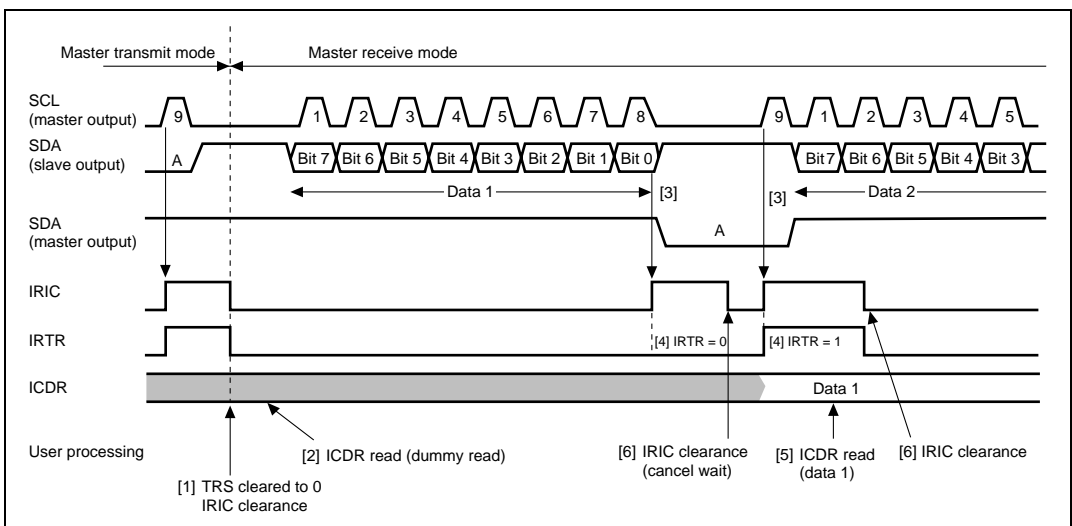 Master transmit mode
Master receive mode
SCL
(master output)
9 1 2 3 4 5 6 7 8 9 1 2 3 4 5
SDA
(slave output)
A Bit 7 Bit 6 Bit 5 Bit 4 Bit 3 Bit 2 Bit 1 Bit 0 Bit7 Bit 6 Bit 5 Bit 4 Bit 3
Data 1 [3] [3] Data 2
SDA
(master output)
A
IRIC
IRTR
[4] IRTR = 0 [4] IRTR = 1
ICDR
Data 1
User processing
[1] TRS cleared to 0
IRIC clearance
[2] ICDR read (dummy read)
[6] IRIC clearance
(cancel wait)
[5] ICDR read
(data 1)
[6] IRIC clearance